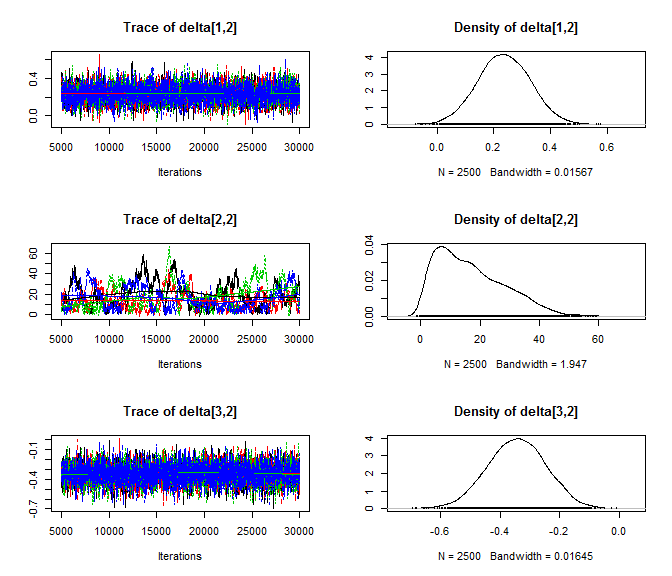 Trace of delta[1,2]
0.0 0.4
5000 10000 15000 20000 25000 30000
Iterations
Density of delta[1,2]
0 1 2 3 4
0.0 0.2 0.4 0.6
N = 2500 Bandwidth = 0.01567
Trace of delta[2,2]
0 20 40 60
5000 10000 15000 20000 25000 30000
Iterations
Density of delta[2,2]
0.00 0.02 0.04
0 20 40 60
N = 2500 Bandwidth = 1.947
Trace of delta[3,2]
-0.7 -0.4 -0.1
5000 10000 15000 20000 25000 30000
Iterations
Density of delta[3,2]
0 1 2 3 4
-0.6 -0.4 -0.2 0.0
N = 2500 Bandwidth = 0.01645